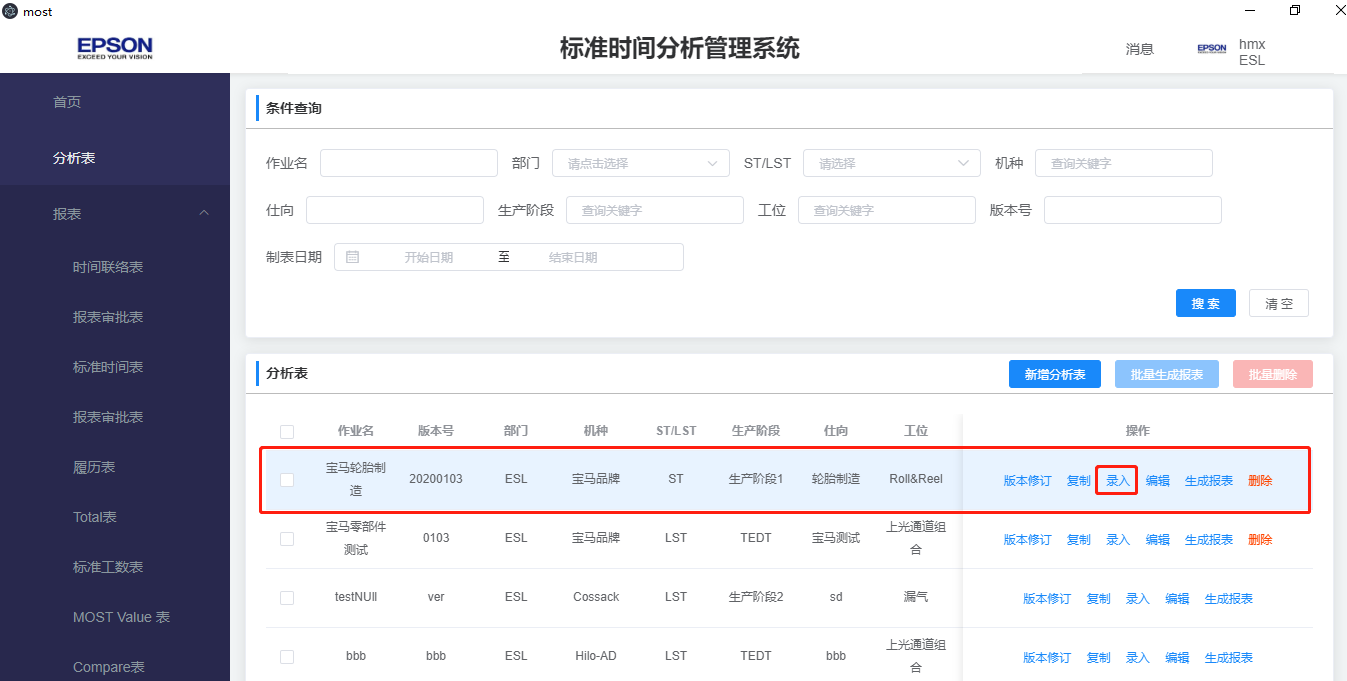 most
EPSON
EXCEED YOUR VISION
标准时间分析管理系统
消息
EPSON
hmx
ESL
首页
分析表
报表
时间联络表
报表审批表
标准时间表
报表审批表
履历表
Total表
标准工数表
MOST Value 表
Compare表
条件查询
作业名 部门 请点击选择 ST/LST 请选择 机种 查询关键字
仕向 生产阶段 查询关键字 工位 查询关键字 版本号
制表日期 开始日期 至 结束日期
搜 索 清 空
分析表 新增分析表 批量生成报表 批量删除
作业名 版本号 部门 机种 ST/LST 生产阶段 仕向 工位 操作
宝马轮胎制
造 20200103 ESL 宝马品牌 ST 生产阶段1 轮胎制造 Roll&Reel 版本修订 复制 录入 编辑 生成报表 删除
宝马零部件
测试 0103 ESL 宝马品牌 LST TEDT 宝马测试 上光通道组
合 版本修订 复制 录入 编辑 生成报表 删除
testNUll ver ESL Cossack LST 生产阶段2 sd 漏气 版本修订 复制 录入 编辑 生成报表
bbb bbb ESL Hilo-AD LST TEDT bbb 上光通道组
合 版本修订 复制 录入 编辑 生成报表